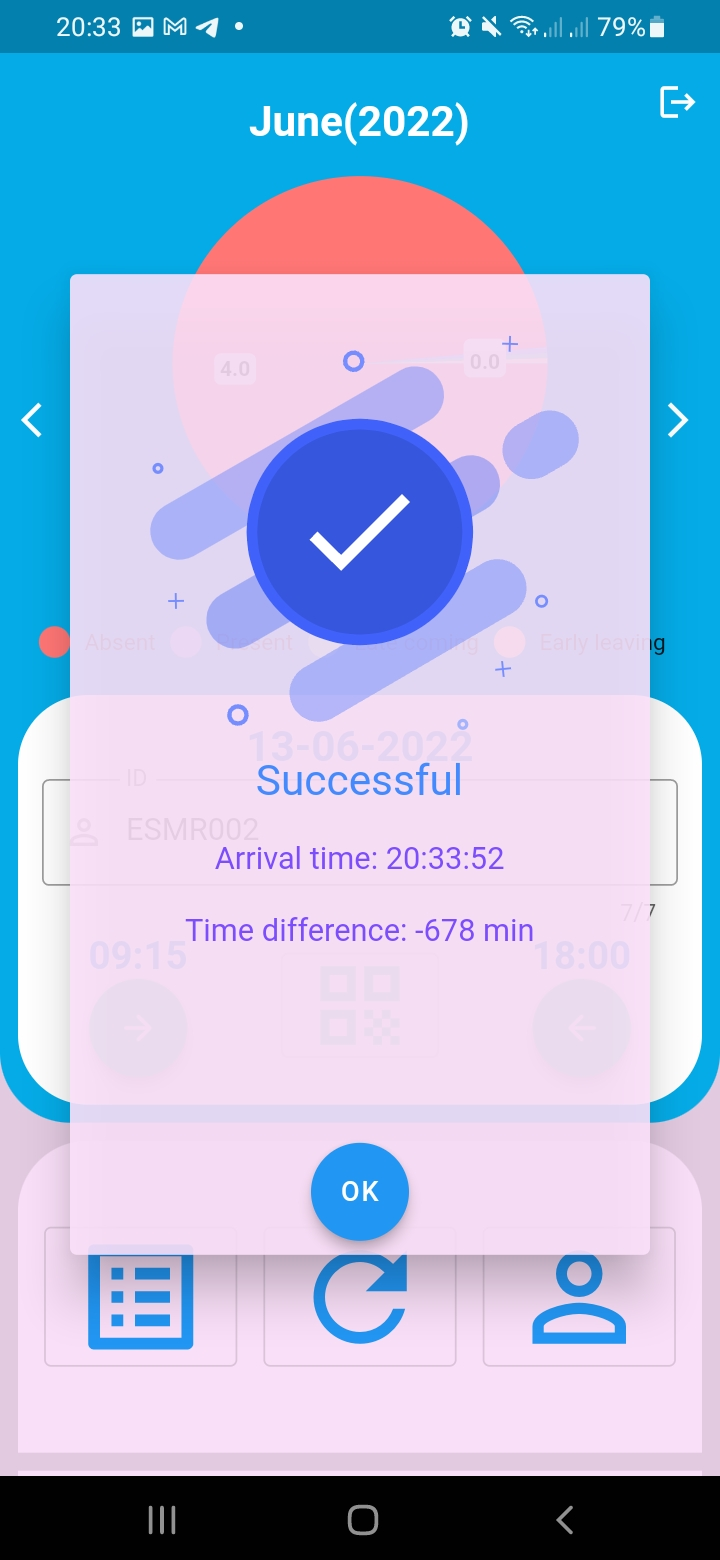 20:33
79%
June(2022)
4.0
0.0
Absent
Present
coming
Early leaving
13-06-2022
Successful
ID
ESMR002
Arrival time: 20:33:52
7/7
Time difference: -678 min
09:15
18:00
OK